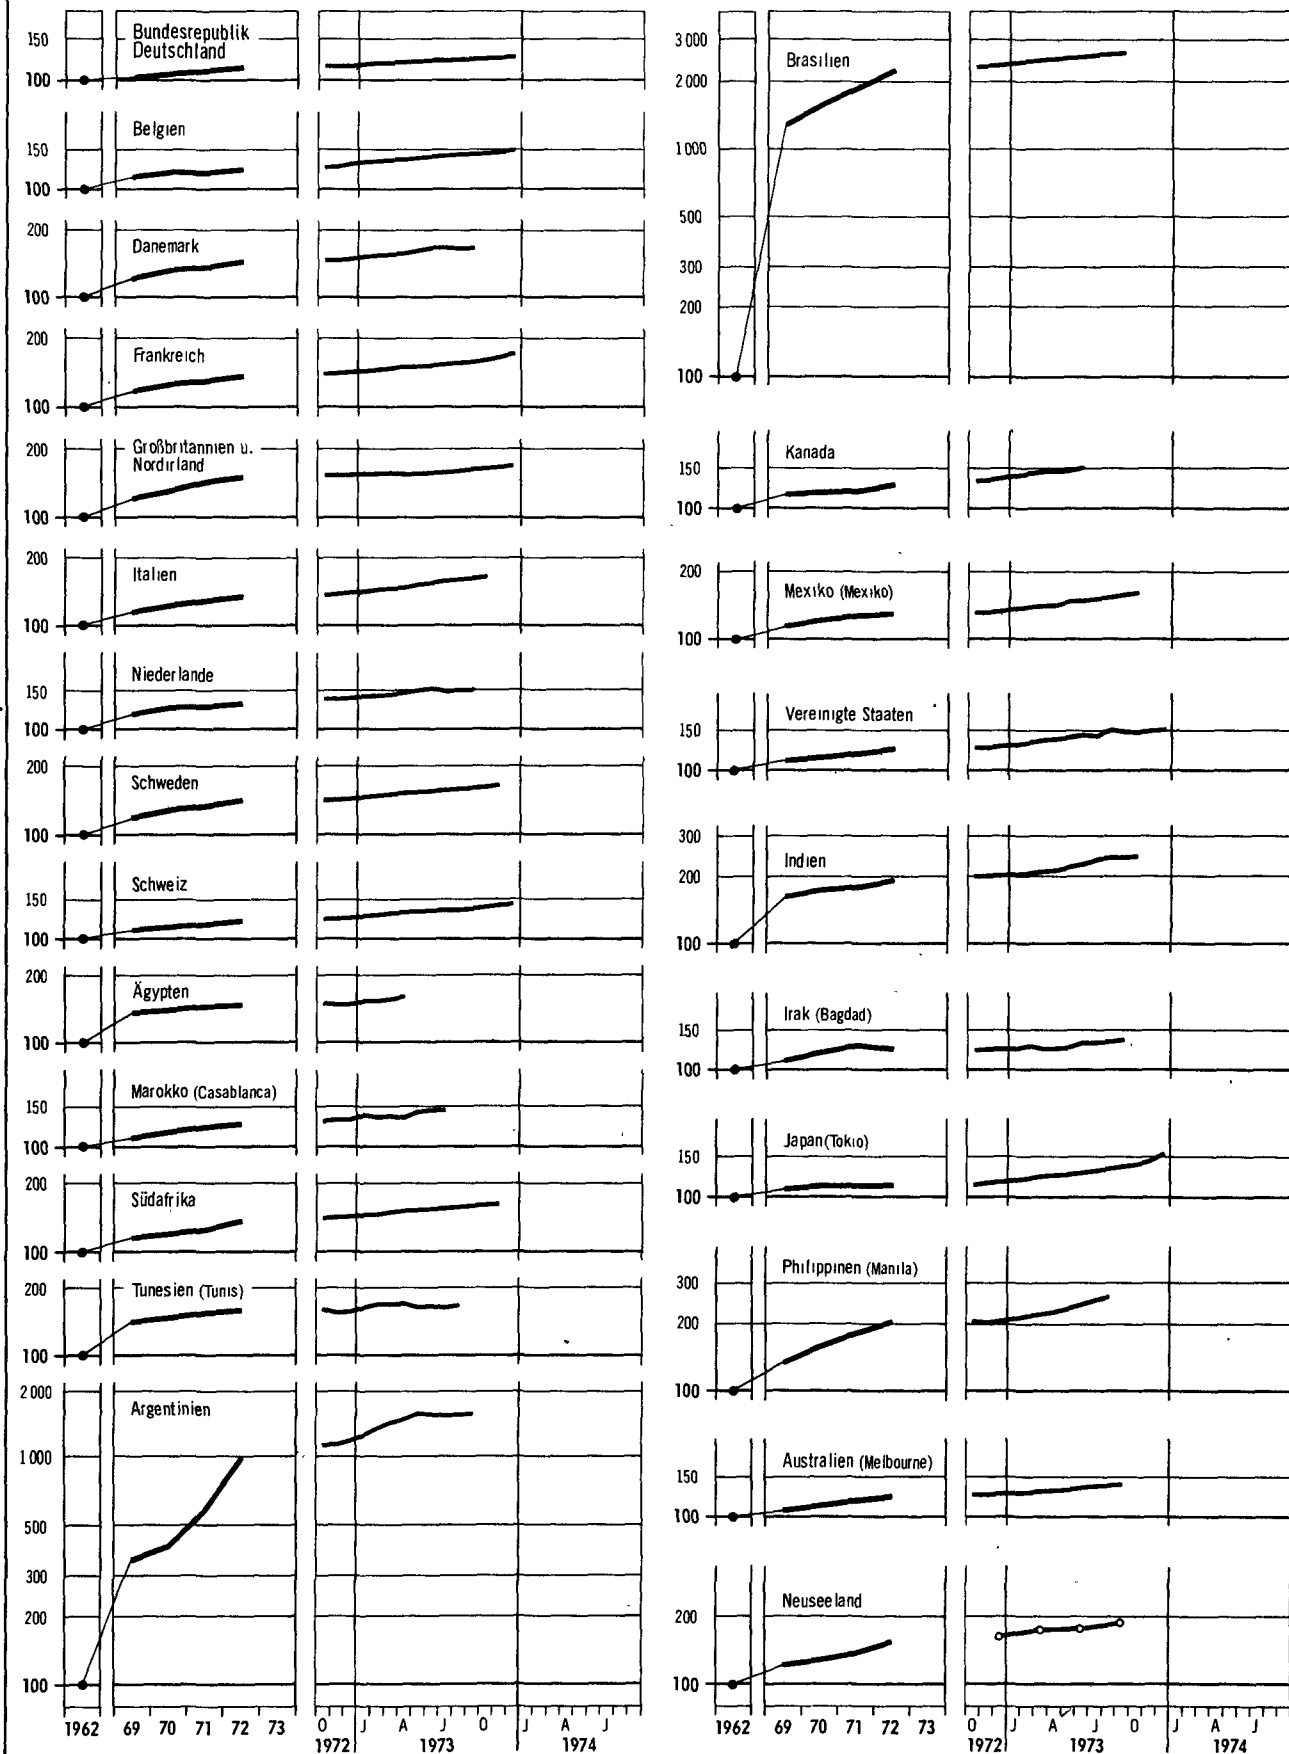 Bundesrepublik
Deutschland
150
100
Belgien
150
100
Danemark
200
100
Frankreich
200
100
Großbritannien u.
Nordirland
200
100
Italien
200
100
Niederlande
150
100
Schweden
200
100
Schweiz
150
100
Ägypten
200
100
Marokko (Casablanca)
150
100
Südafrika
200
100
Tunesien (Tunis)
200
100
Argentinien
2 000
1 000
500
300
200
100
1962 69 70 71 72 73 O J A J O J A J
1972 1973 1974
Brasilien
3 000
2 000
1 000
500
300
200
100
Kanada
150
100
Mexiko (Mexiko)
200
100
Vereinigte Staaten
150
100
Indien
300
200
100
Irak (Bagdad)
150
100
Japan (Tokio)
150
100
Philippinen (Manila)
300
200
100
Australien (Melbourne)
150
100
Neuseeland
200
100
1962 69 70 71 72 73 O J A J O J A J
1972 1973 1974